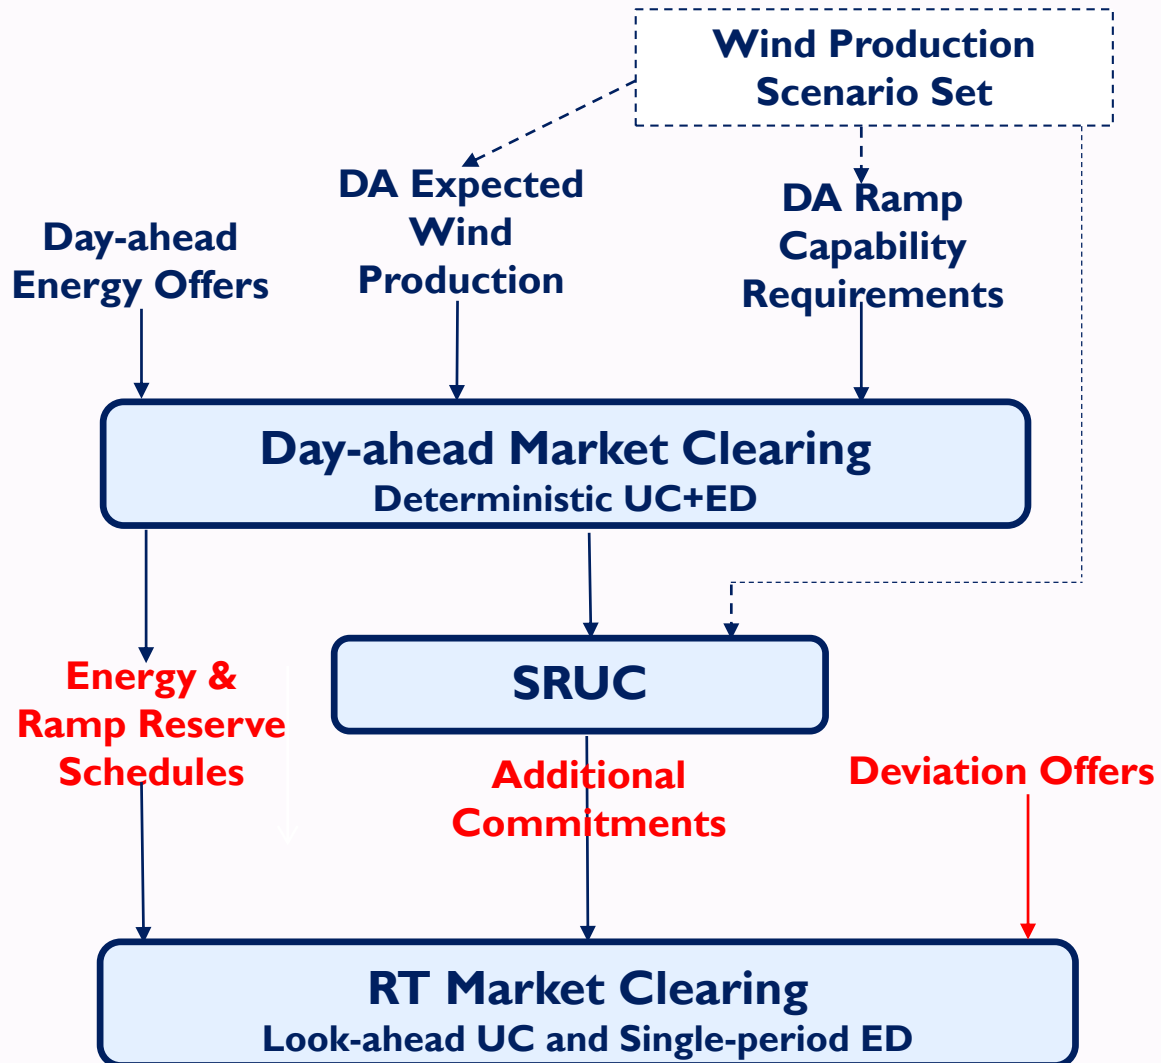 Wind Production
Scenario Set
DA Expected
Wind
Production
DA Ramp
Capability
Requirements
Day-ahead
Energy Offers
Day-ahead Market Clearing
Deterministic UC+ED
SRUC
Energy &
Ramp Reserve
Schedules
Additional
Commitments
Deviation Offers
RT Market Clearing
Look-ahead UC and Single-period ED